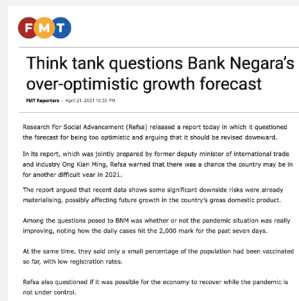 FMT
Think tank questions Bank Negara's
over-optimistic growth forecast
FMT Reporters - April 21, 2021 10:55 PM
Research For Social Advancement (Refsa) released a report today in which it questioned
the forecast for being too optimistic and arguing that it should be revised downward.
In its report, which was jointly prepared by former deputy minister of international trade
and industry Ong Kian Ming, Refsa warned that there was a chance the country may be in
for another difficult year in 2021.
The report argued that recent data shows some significant downside risks were already
materialising, possibly affecting future growth in the country's gross domestic product.
Among the questions posed to BNM was whether or not the pandemic situation was really
improving, noting how the daily cases hit the 2,000 mark for the past seven days.
At the same time, they said only a small percentage of the population had been vaccinated
so far, with low registration rates.
Refsa also questioned if it was possible for the economy to recover while the pandemic is
not under control.